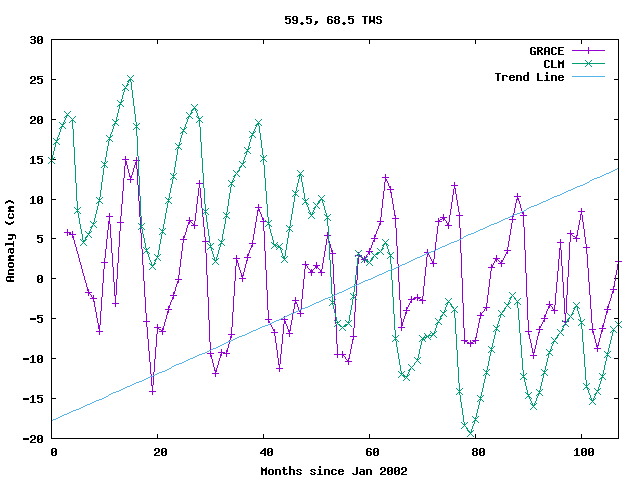 59.5, 68.5 TWS
GRACE
CLM
Trend Line
30
25
20
15
10
5
0
-5
-10
-15
-20
Anomaly (cm)
0 20 40 60 80 100
Months since Jan 2002